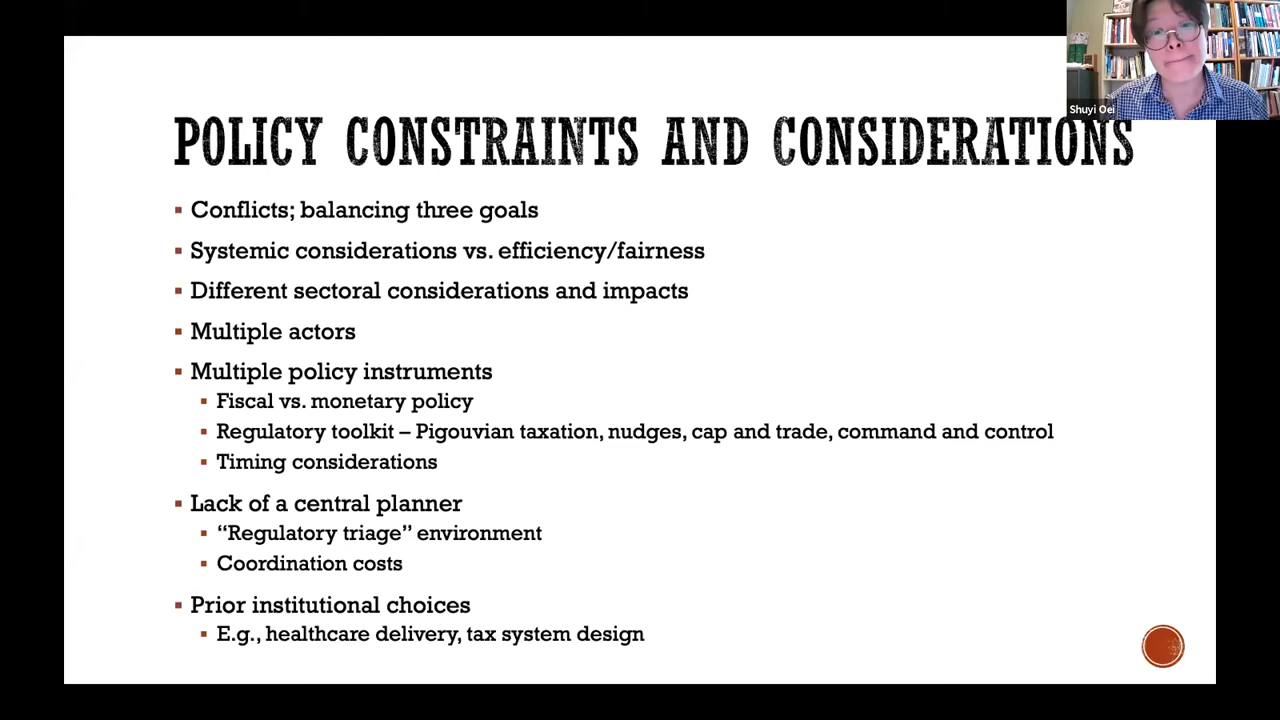 Shuyi Oei
POLICY CONSTRAINTS AND CONSIDERATIONS
▪ Conflicts; balancing three goals
▪ Systemic considerations vs. efficiency/fairness
▪ Different sectoral considerations and impacts
▪ Multiple actors
▪ Multiple policy instruments
▪ Fiscal vs. monetary policy
▪ Regulatory toolkit – Pigouvian taxation, nudges, cap and trade, command and control
▪ Timing considerations
▪ Lack of a central planner
▪ “Regulatory triage” environment
▪ Coordination costs
▪ Prior institutional choices
▪ E.g., healthcare delivery, tax system design